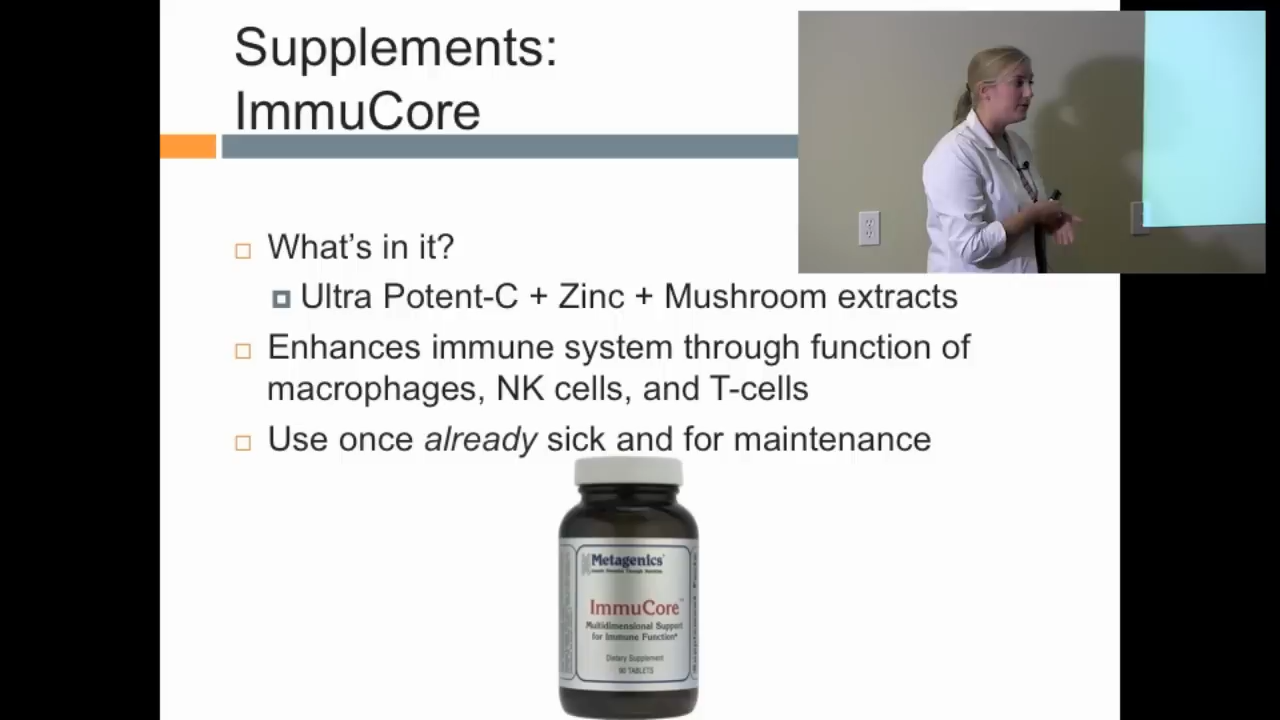 Supplements:
ImmuCore
What's in it?
Ultra Potent-C + Zinc + Mushroom extracts
Enhances immune system through function of
macrophages, NK cells, and T-cells
Use once already sick and for maintenance
Metagenics
ImmuCore™
Multidimensional Support
for Immune Function*
Dietary Supplement
90 TABLETS